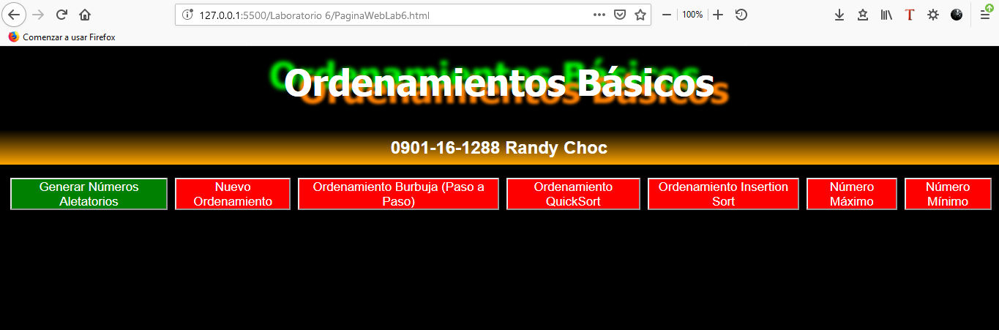 127.0.0.1:5500/Laboratorio 6/PaginaWebLab6.html
100%
Comenzar a usar Firefox
Ordenamientos Básicos
0901-16-1288 Randy Choc
Generar Números
Aletatorios
Nuevo
Ordenamiento
Ordenamiento Burbuja (Paso a
Paso)
Ordenamiento
QuickSort
Ordenamiento Insertion
Sort
Número
Máximo
Número
Mínimo